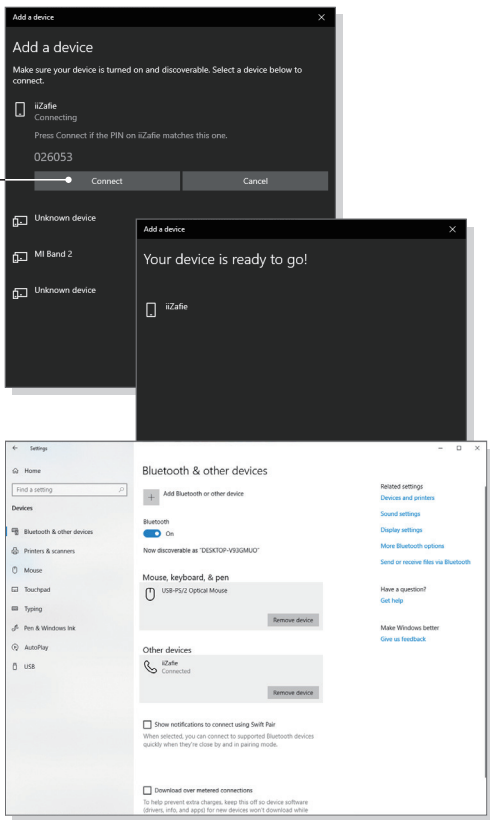 Add a device
Add a device
Make sure your device is turned on and discoverable. Select a device below to
connect.
iiZafie
Connecting
Press Connect if the PIN on iiZafie matches this one.
026053
Connect Cancel
Unknown device
MI Band 2
Unknown device
Add a device
Your device is ready to go!
iiZafie
Settings
Home
Find a setting
Devices
Bluetooth & other devices
Printers & scanners
Mouse
Touchpad
Typing
Pen & Windows Ink
AutoPlay
USB
Bluetooth & other devices
Add Bluetooth or other device
Bluetooth
On
Now discoverable as "DESKTOP-V93GMUO"
Mouse, keyboard, & pen
USB-PS/2 Optical Mouse
Remove device
Other devices
iiZafie
Connected
Remove device
Show notifications to connect using Swift Pair
When selected, you can connect to supported Bluetooth devices
quickly when they're close by and in pairing mode.
Download over metered connections
To help prevent extra charges, keep this off so device software
(drivers, info, and apps) for new devices won't download while
Related settings
Devices and printers
Sound settings
Display settings
More Bluetooth options
Send or receive files via Bluetooth
Have a question?
Get help
Make Windows better
Give us feedback